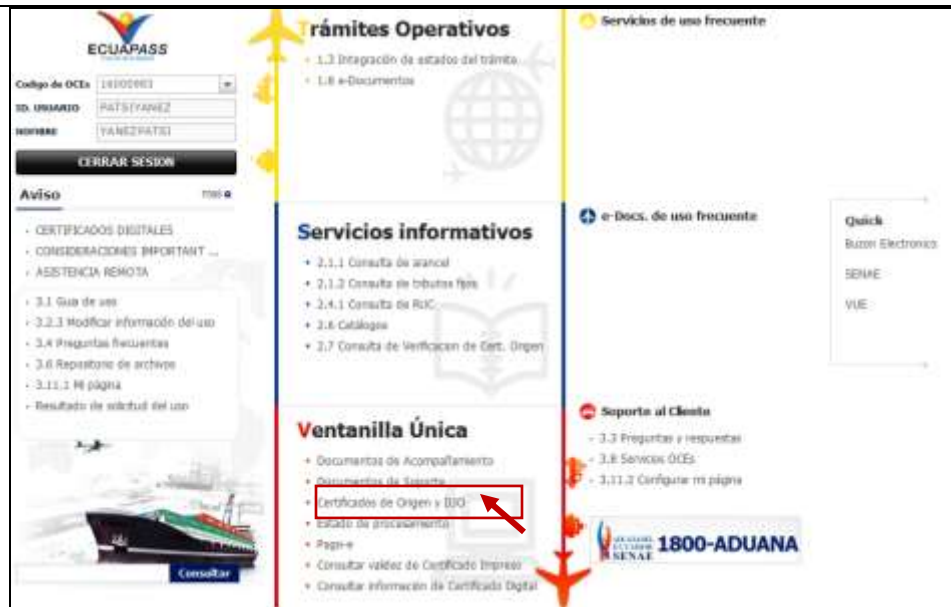 ECUAPASS
Codigo de OCEs
ID. USUARIO PATSIYANEZ
NOMBRE YANEZPATSI
CERRAR SESION
Aviso
CERTIFICADOS DIGITALES
CONSIDERACIONES IMPORTANT ...
ASISTENCIA REMOTA
3.1 Guia de uso
3.2.3 Modificar información del uso
3.4 Preguntas frecuentes
3.6 Repositorio de archivos
3.11.1 Mi página
Resultado de solicitud del uso
Consultar
Trámites Operativos
1.3 Integración de estados del trámite
1.8 e-Documentos
Servicios informativos
2.1.1 Consulta de arancel
2.1.2 Consulta de tributos fijos
2.4.1 Consulta de RUC
2.6 Catálogos
2.7 Consulta de Verificacion de Cert. Origen
Ventanilla Única
Documentos de Acompañamiento
Documentos de Soporte
Certificados de Origen y DJO
Estado de procesamiento
Pago-e
Consultar validez de Certificado Impreso
Consultar información de Certificado Digital
Servicios de uso frecuente
e-Docs. de uso frecuente
Soporte al Cliente
3.3 Preguntas y respuestas
3.8 Servicios OCEs
3.11.2 Configurar mi página
SENAE
1800-ADUANA
Quick
Buzon Electronico
SENAE
VUE